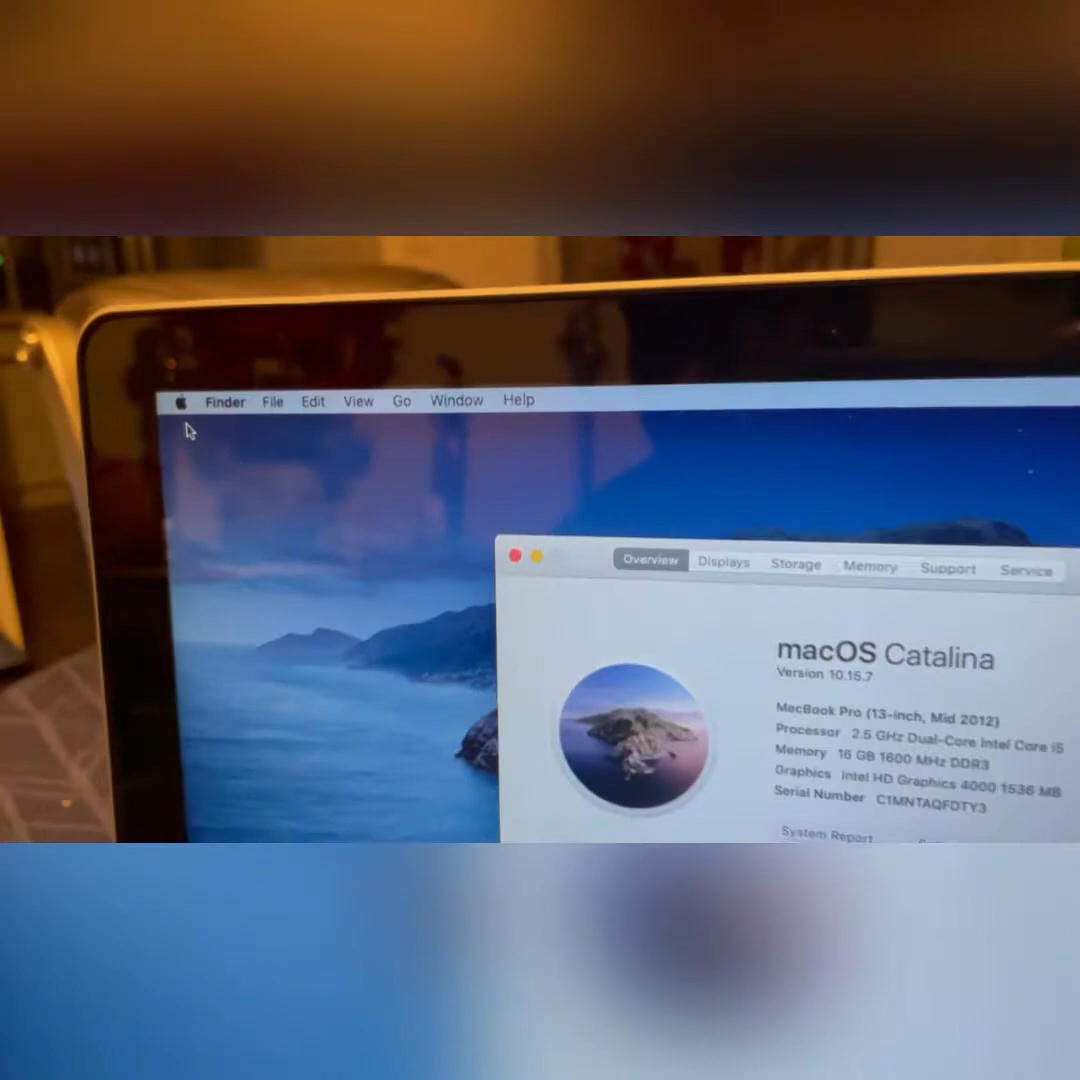 Finder File Edit View Go Window Help
Overview Displays Storage Memory Support Service
macOS Catalina
Version 10.15.7
MacBook Pro (13-inch, Mid 2012)
Processor 2.5 GHz Dual-Core Intel Core i5
Memory 16 GB 1600 MHz DDR3
Graphics Intel HD Graphics 4000 1536 MB
Serial Number C1MNTAQFDTY3
System Report